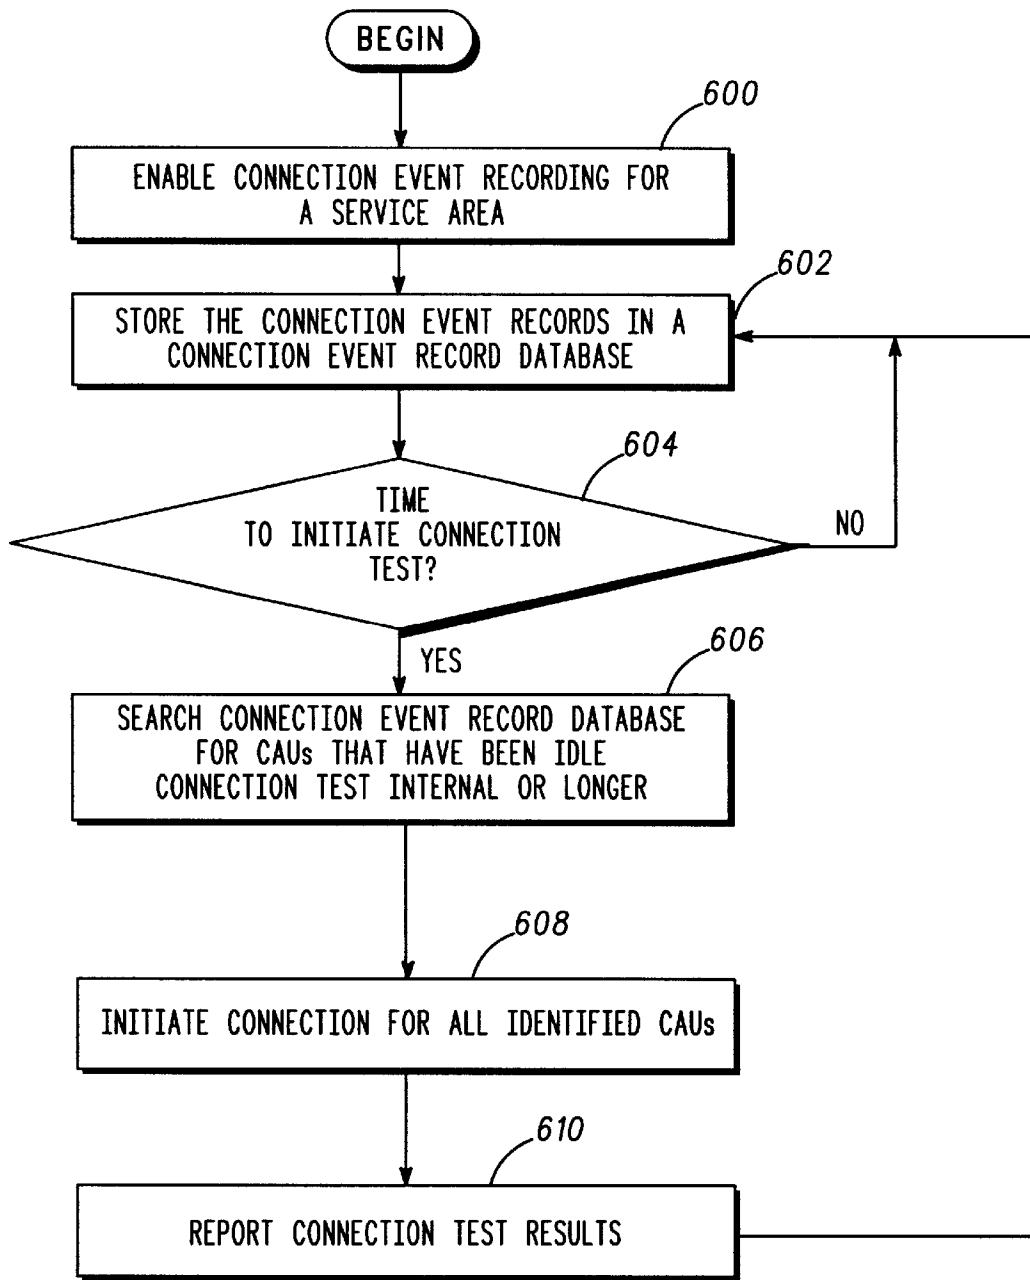 BEGIN
600
ENABLE CONNECTION EVENT RECORDING FOR
A SERVICE AREA
602
STORE THE CONNECTION EVENT RECORDS IN A
CONNECTION EVENT RECORD DATABASE
604
TIME
TO INITIATE CONNECTION
TEST?
NO
YES
606
SEARCH CONNECTION EVENT RECORD DATABASE
FOR CAUs THAT HAVE BEEN IDLE
CONNECTION TEST INTERNAL OR LONGER
608
INITIATE CONNECTION FOR ALL IDENTIFIED CAUs
610
REPORT CONNECTION TEST RESULTS